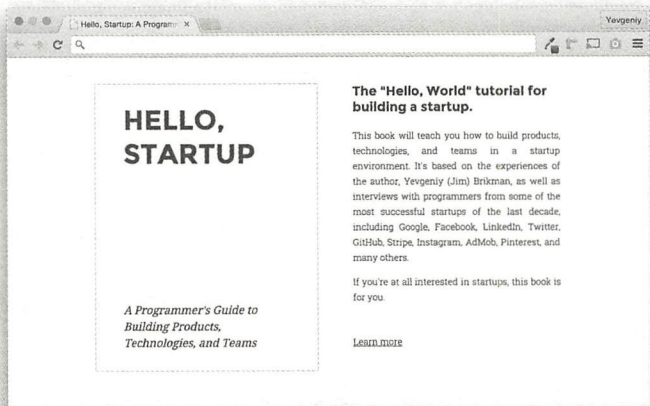 Hello, Startup: A Programm
Yevgeniy
HELLO,
STARTUP
A Programmer's Guide to
Building Products,
Technologies, and Teams
The "Hello, World" tutorial for
building a startup.
This book will teach you how to build products,
technologies, and teams in a startup
environment. It's based on the experiences of
the author, Yevgeniy (Jim) Brikman, as well as
interviews with programmers from some of the
most successful startups of the last decade,
including Google, Facebook, LinkedIn, Twitter,
GitHub, Stripe, Instagram, AdMob, Pinterest, and
many others.
If you're at all interested in startups, this book is
for you.
Learn more